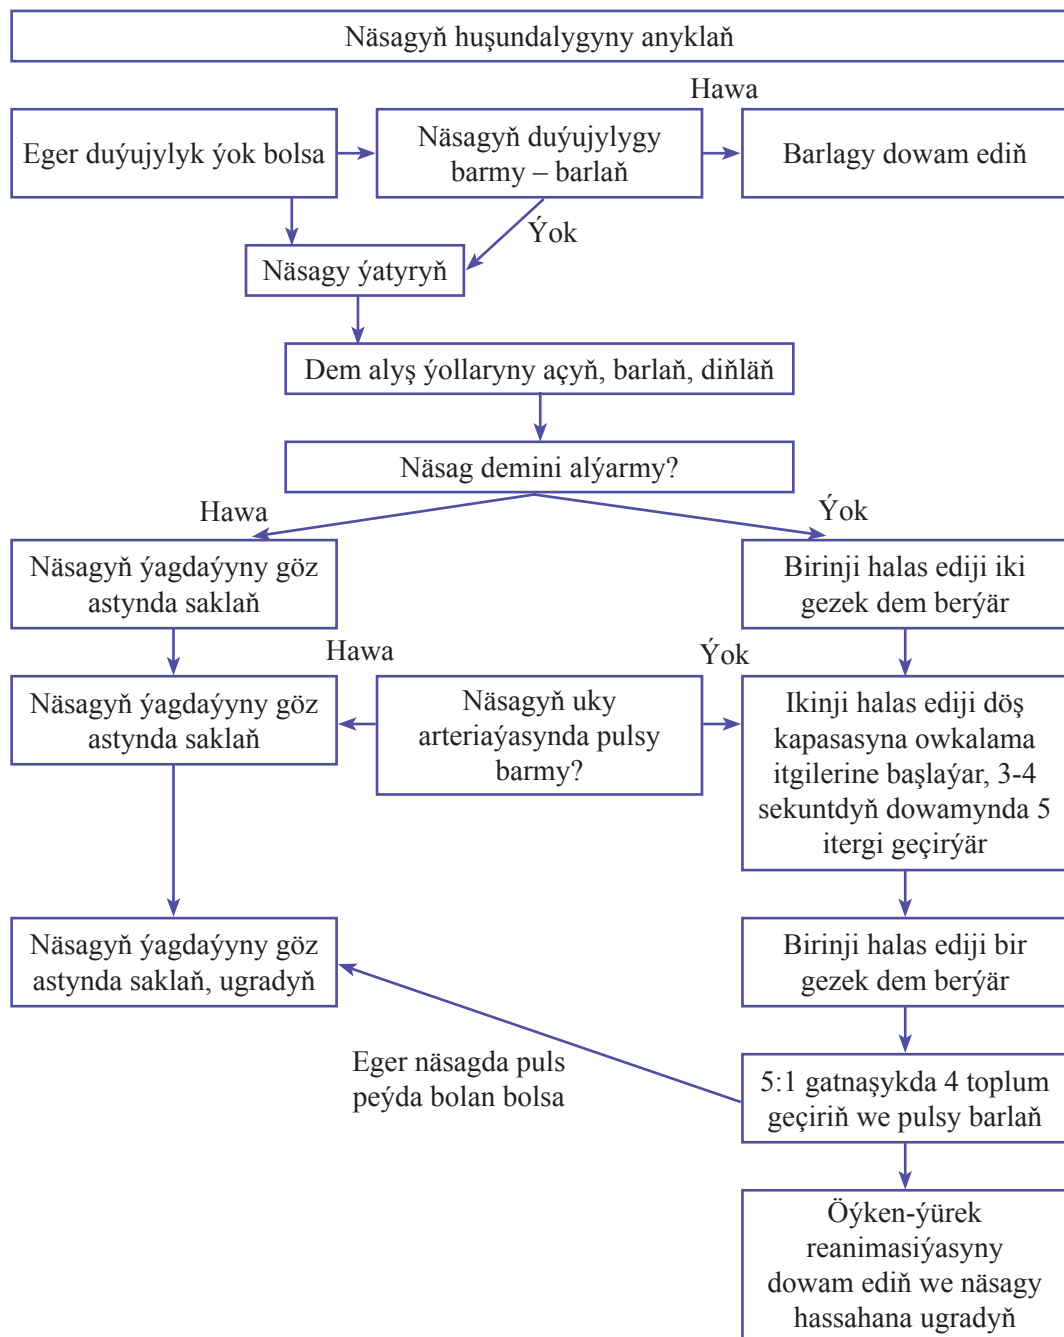 Näsagyň huşundalygyny anyklaň
Hawa
Eger duýujylyk ýok bolsa
Näsagyň duýujylygy
barmy – barlaň
Barlagy dowam ediň
Ýok
Näsagy ýatyryň
Dem alyş ýollaryny açyň, barlaň, diňläň
Näsag demini alýarmy?
Hawa
Ýok
Näsagyň ýagdaýyny göz
astynda saklaň
Birinji halas ediji iki
gezek dem berýär
Hawa
Ýok
Näsagyň ýagdaýyny göz
astynda saklaň
Näsagyň uky
arteriaýasynda pulsy
barmy?
Ikinji halas ediji döş
kapasasyna owkalama
itgilerine başlaýar, 3-4
sekuntdyň dowamynda 5
itergi geçirýär
Näsagyň ýagdaýyny göz
astynda saklaň, ugradyň
Birinji halas ediji bir
gezek dem berýär
Eger näsagda puls
peýda bolan bolsa
5:1 gatnaşykda 4 toplum
geçiriň we pulsy barlaň
Öýken-ýürek
reanimasiýasyny
dowam ediň we näsagy
hassahana ugradyň